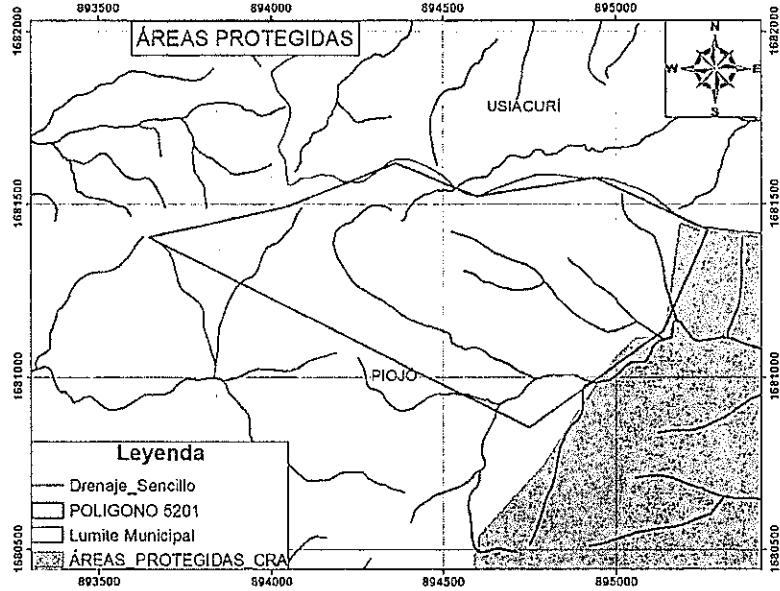 893500 894000 894500 895000
ÁREAS PROTEGIDAS
N
W E
S
USIACURÍ
1682000 1682000
1681500 1681500
1681000 1681000
1680500 1680500
PIOJÓ
Leyenda
Drenaje_Sencillo
POLIGONO 5201
Lumite Municipal
ÁREAS_PROTEGIDAS_CRA
893500 894000 894500 895000